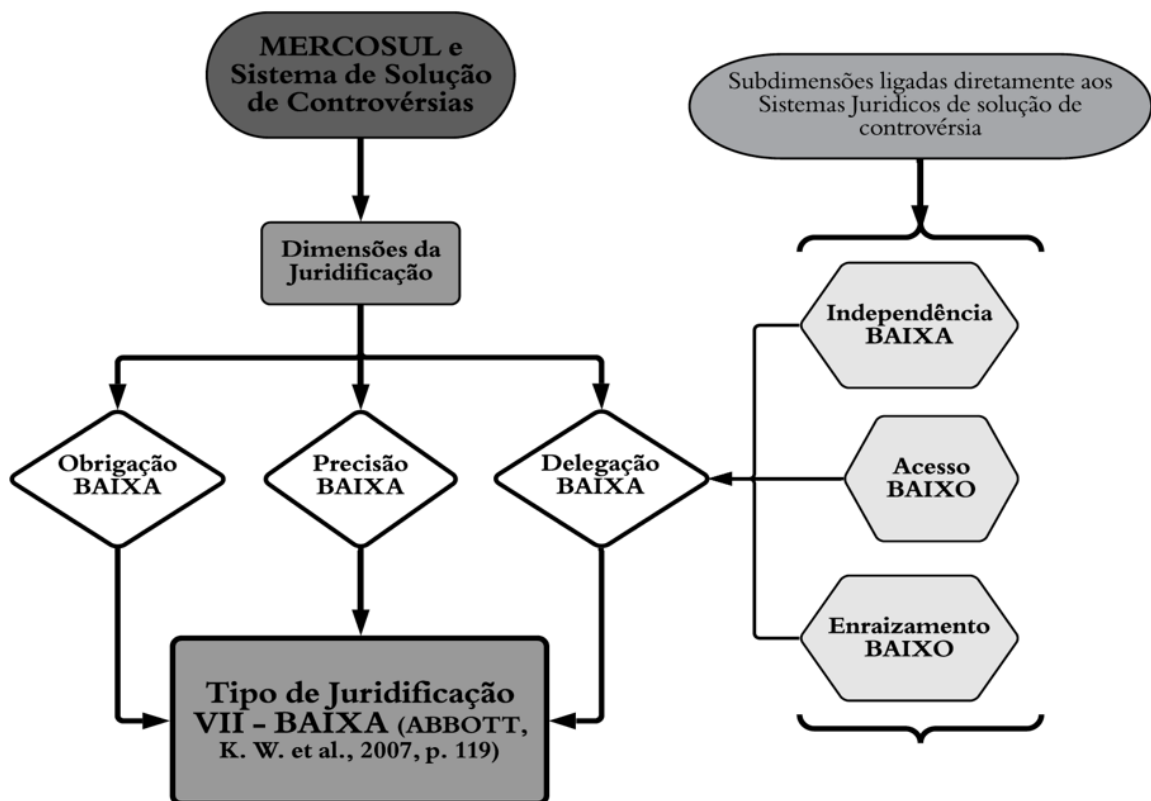 MERCOSUL e
Sistema de Solução
de Controvérsias
Subdimensões ligadas diretamente aos
Sistemas Juridicos de solução de
controvérsia
Dimensões da
Juridificação
Independência
BAIXA
Obrigação
BAIXA
Precisão
BAIXA
Delegação
BAIXA
Acesso
BAIXO
Enraizamento
BAIXO
Tipo de Juridificação
VII - BAIXA (ABBOTT,
K. W. et al., 2007, p. 119)